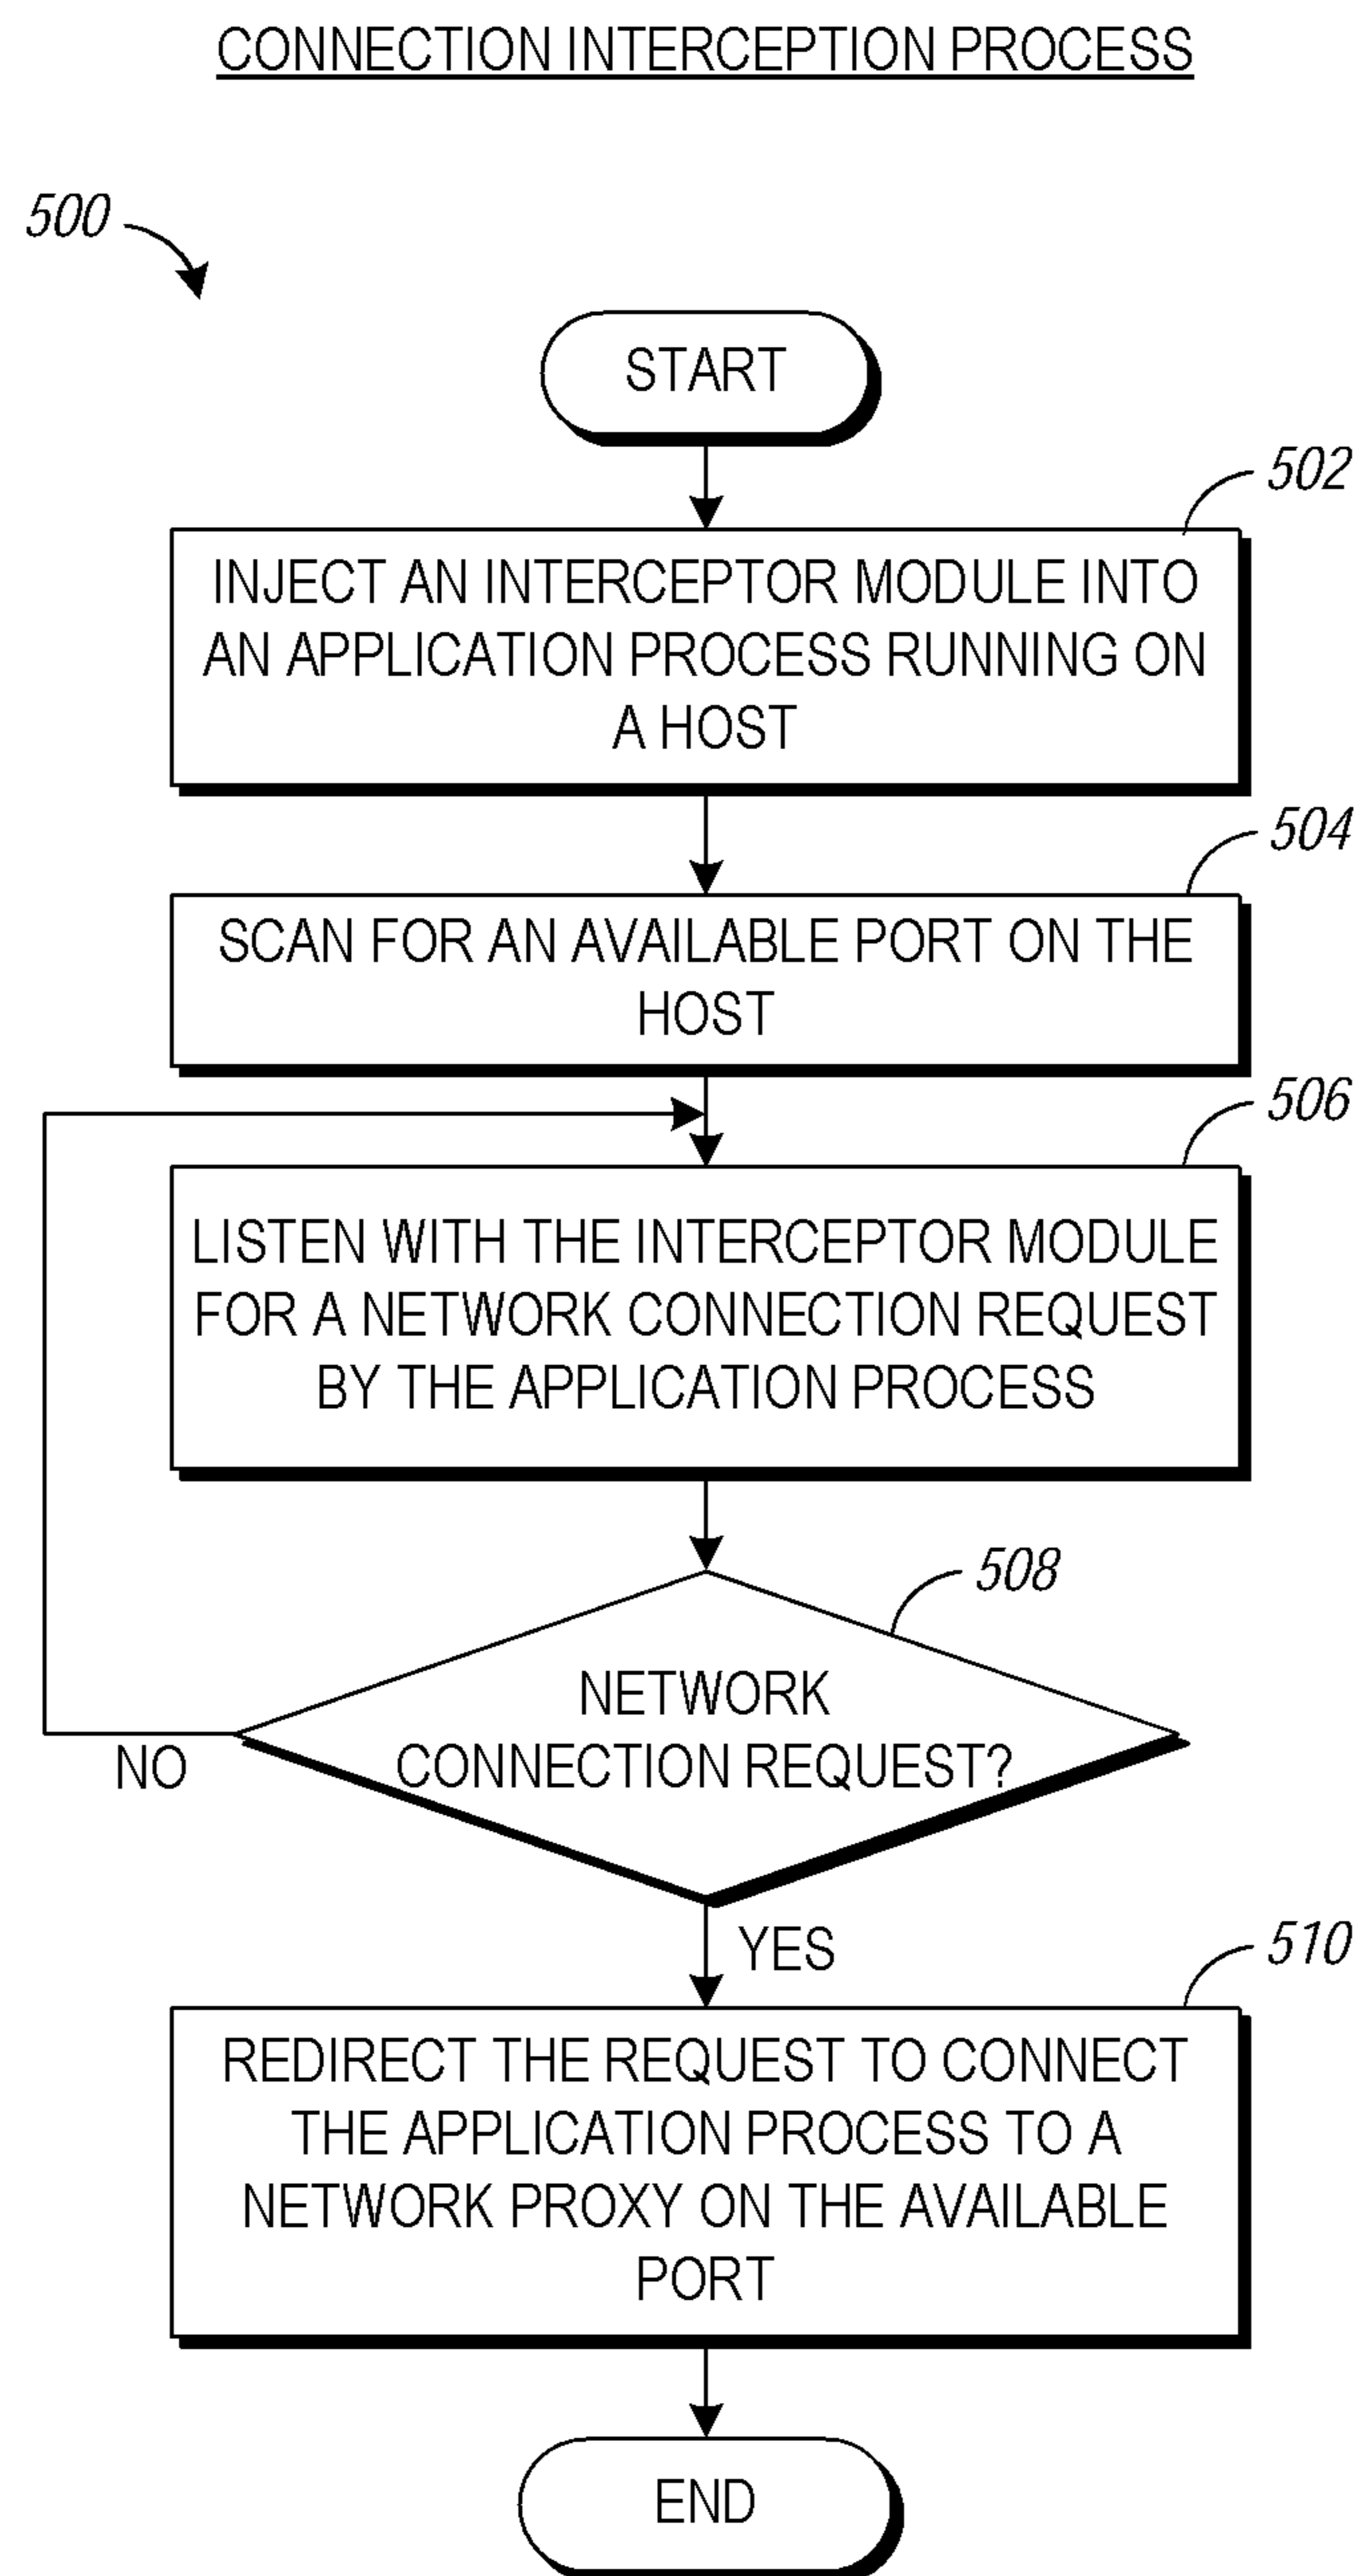 CONNECTION INTERCEPTION PROCESS
500
START
502
INJECT AN INTERCEPTOR MODULE INTO
AN APPLICATION PROCESS RUNNING ON
A HOST
504
SCAN FOR AN AVAILABLE PORT ON THE
HOST
506
LISTEN WITH THE INTERCEPTOR MODULE
FOR A NETWORK CONNECTION REQUEST
BY THE APPLICATION PROCESS
508
NETWORK
CONNECTION REQUEST?
NO
YES
510
REDIRECT THE REQUEST TO CONNECT
THE APPLICATION PROCESS TO A
NETWORK PROXY ON THE AVAILABLE
PORT
END